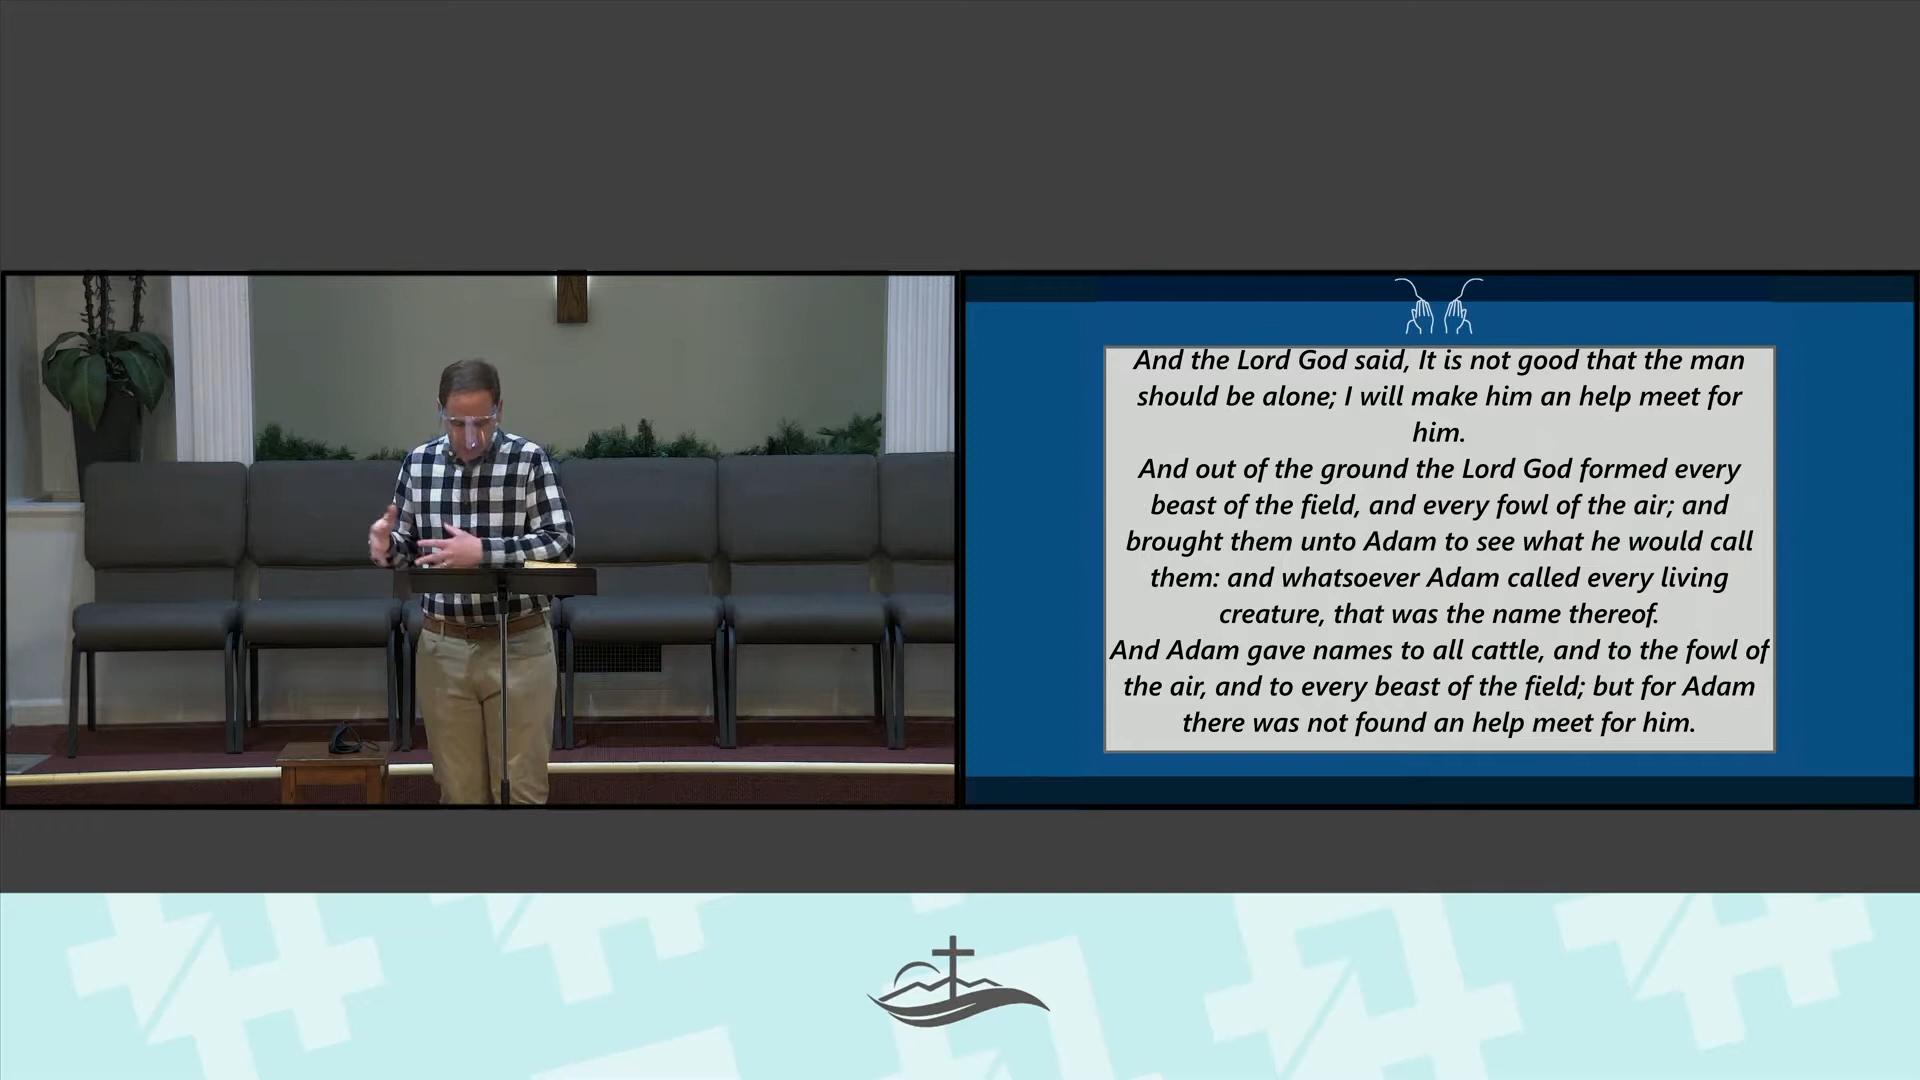 And the Lord God said, It is not good that the man
should be alone; I will make him an help meet for
him.
And out of the ground the Lord God formed every
beast of the field, and every fowl of the air; and
brought them unto Adam to see what he would call
them: and whatsoever Adam called every living
creature, that was the name thereof.
And Adam gave names to all cattle, and to the fowl of
the air, and to every beast of the field; but for Adam
there was not found an help meet for him.